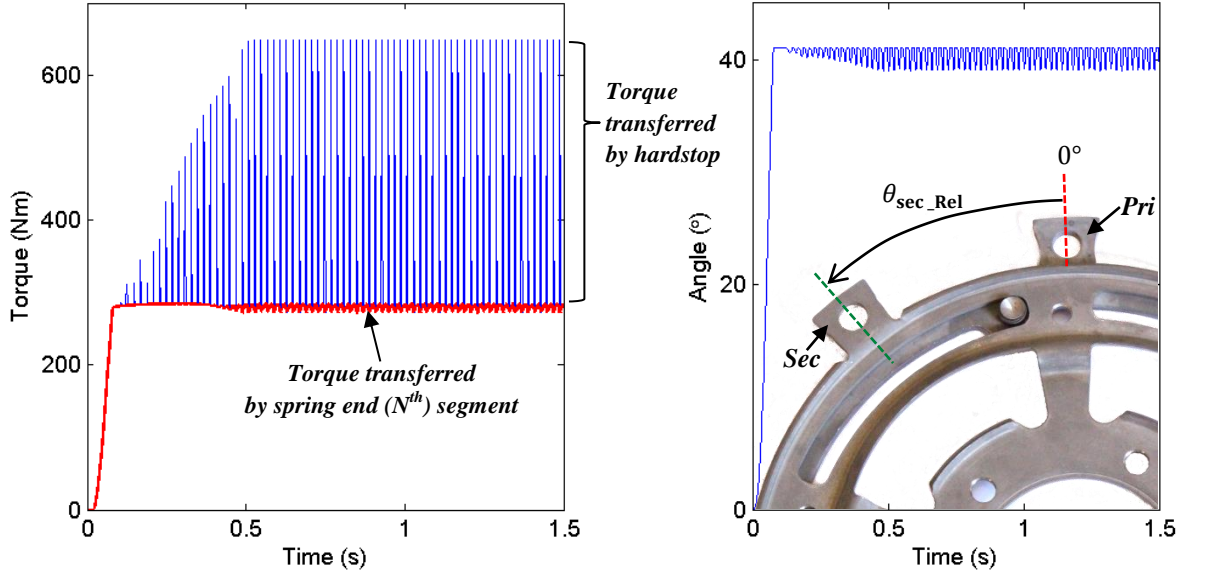 Torque (Nm)
600
400
200
0
0
0.5
1
1.5
Time (s)
Torque
transferred
by hardstop
Torque transferred
by spring end (Nth) segment
Angle (°)
40
20
0
0
0.5
1
1.5
Time (s)
0°
θsec_Rel
Pri
Sec